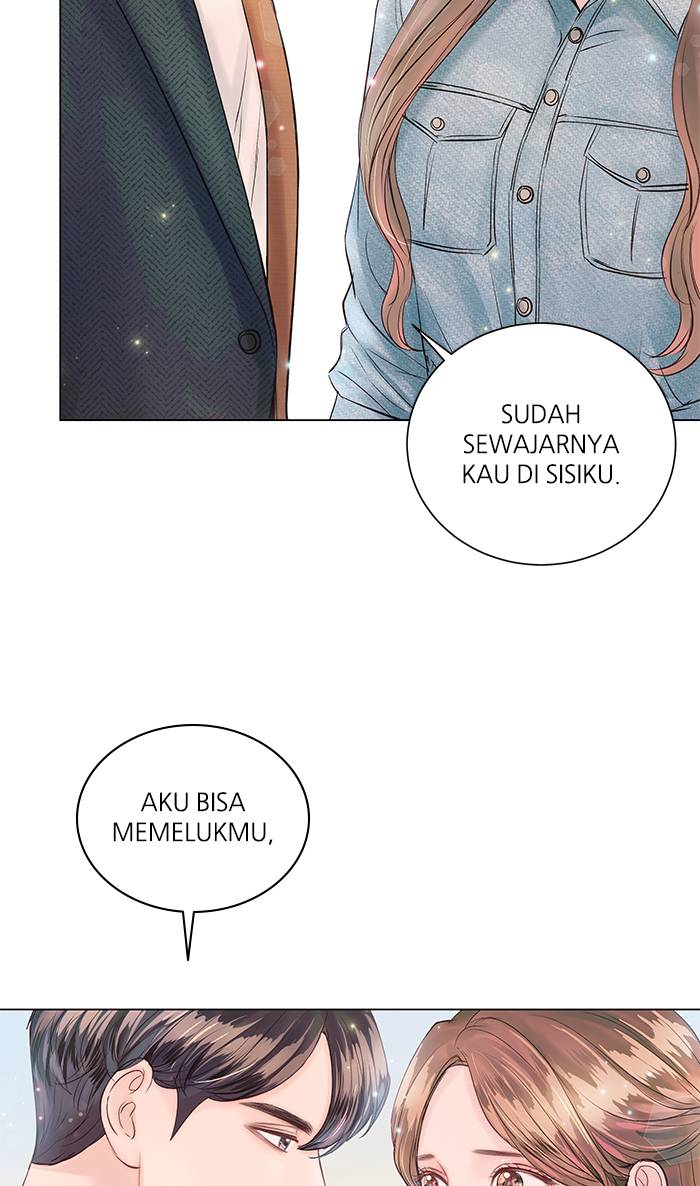 SUDAH
SEWAJARNYA
KAU DI SISIKU.
AKU BISA
MEMELUKMU,